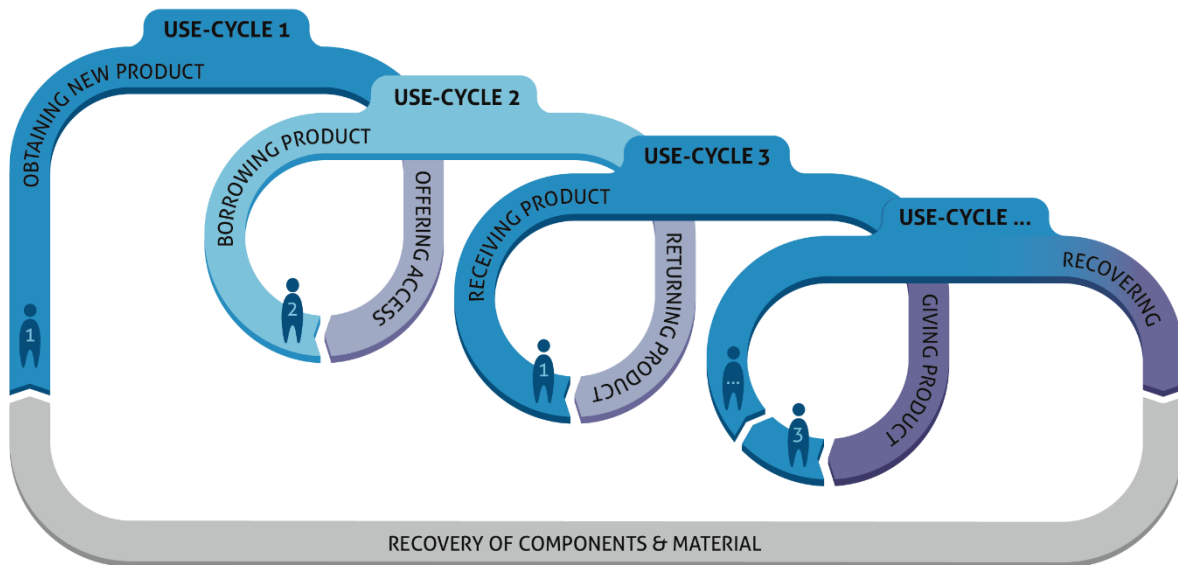 USE-CYCLE 1
OBTAINING NEW PRODUCT
1
USE-CYCLE 2
BORROWING PRODUCT
OFFERING ACCESS
2
USE-CYCLE 3
RECEIVING PRODUCT
RETURNING PRODUCT
1
USE-CYCLE ...
RECOVERING
GIVING PRODUCT
...
3
RECOVERY OF COMPONENTS & MATERIAL